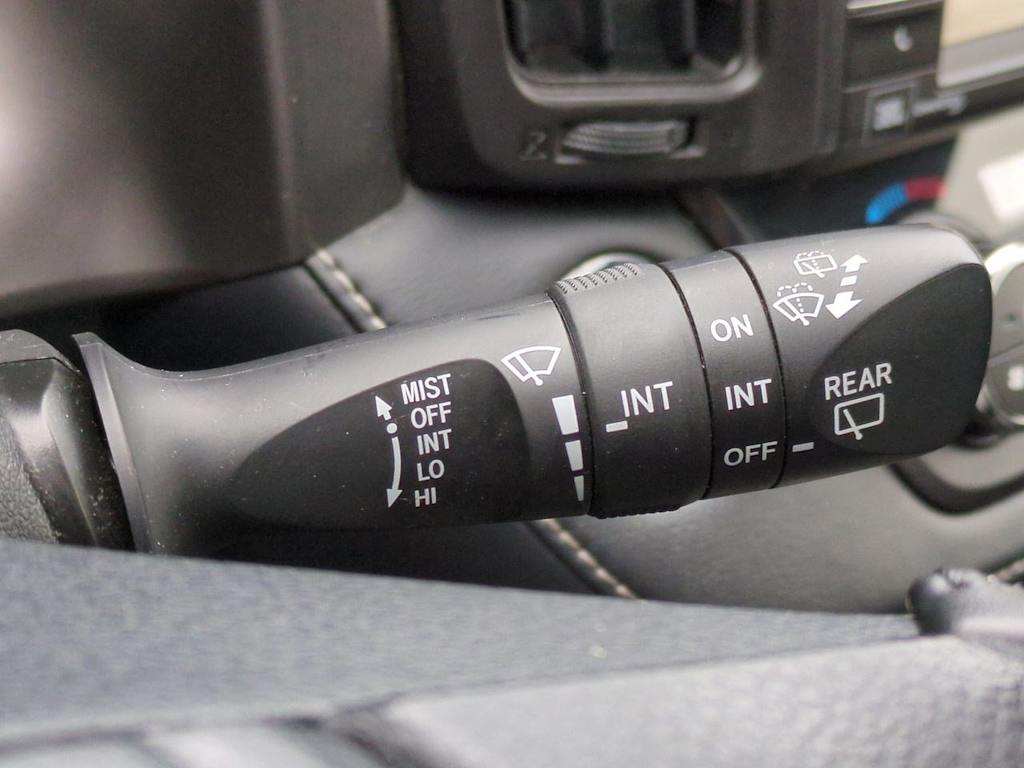 MIST
OFF
INT
LO
HI
INT
ON
INT
OFF
REAR